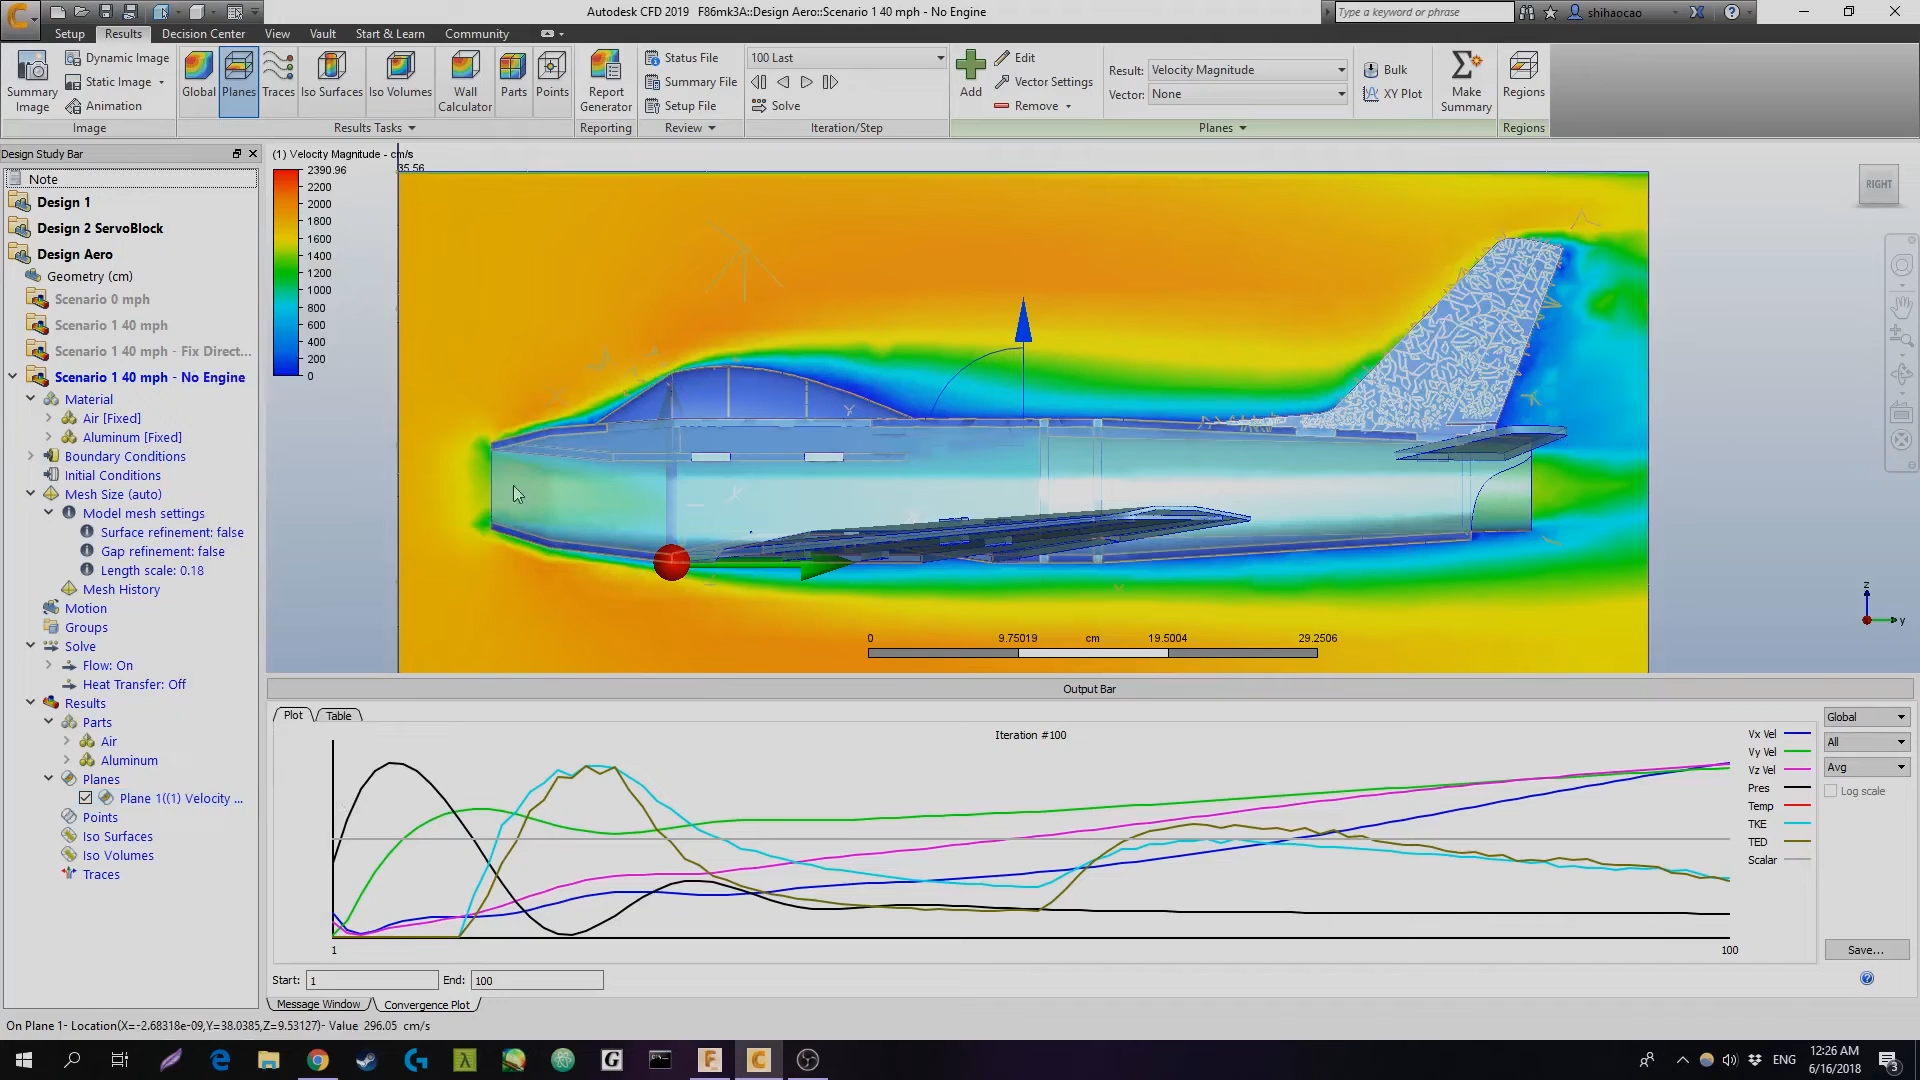 Autodesk CFD 2019 F86mk3A::Design Aero::Scenario 1 40 mph - No Engine
Type a keyword or phrase
shihaocao
Setup Results Decision Center View Vault Start & Learn Community
Summary Image
Dynamic Image
Static Image
Animation
Image
Global Planes Traces Iso Surfaces Iso Volumes Wall Calculator Parts Points
Results Tasks
Report Generator
Reporting
Status File
Summary File
Setup File
Review
100 Last
Solve
Iteration/Step
Add
Edit
Vector Settings
Remove
Result: Velocity Magnitude
Vector: None
Bulk
XY Plot
Planes
Make Summary
Regions
Regions
Design Study Bar
Note
Design 1
Design 2 ServoBlock
Design Aero
Geometry (cm)
Scenario 0 mph
Scenario 1 40 mph
Scenario 1 40 mph - Fix Direct...
Scenario 1 40 mph - No Engine
Material
Air [Fixed]
Aluminum [Fixed]
Boundary Conditions
Initial Conditions
Mesh Size (auto)
Model mesh settings
Surface refinement: false
Gap refinement: false
Length scale: 0.18
Mesh History
Motion
Groups
Solve
Flow: On
Heat Transfer: Off
Results
Parts
Air
Aluminum
Planes
Plane 1((1) Velocity ...
Points
Iso Surfaces
Iso Volumes
Traces
(1) Velocity Magnitude - cm/s
35.56
2390.96
2200
2000
1800
1600
1400
1200
1000
800
600
400
200
0
RIGHT
z
y
0 9.75019 cm 19.5004 29.2506
Output Bar
Plot Table
Iteration #100
Vx Vel
Vy Vel
Vz Vel
Pres
Temp
TKE
TED
Scalar
Global
All
Avg
Log scale
1 100
Save...
Start: 1 End: 100
Message Window Convergence Plot
On Plane 1- Location(X=-2.68318e-09,Y=38.0385,Z=9.53127)- Value 296.05 cm/s
ENG
12:26 AM
6/16/2018
3